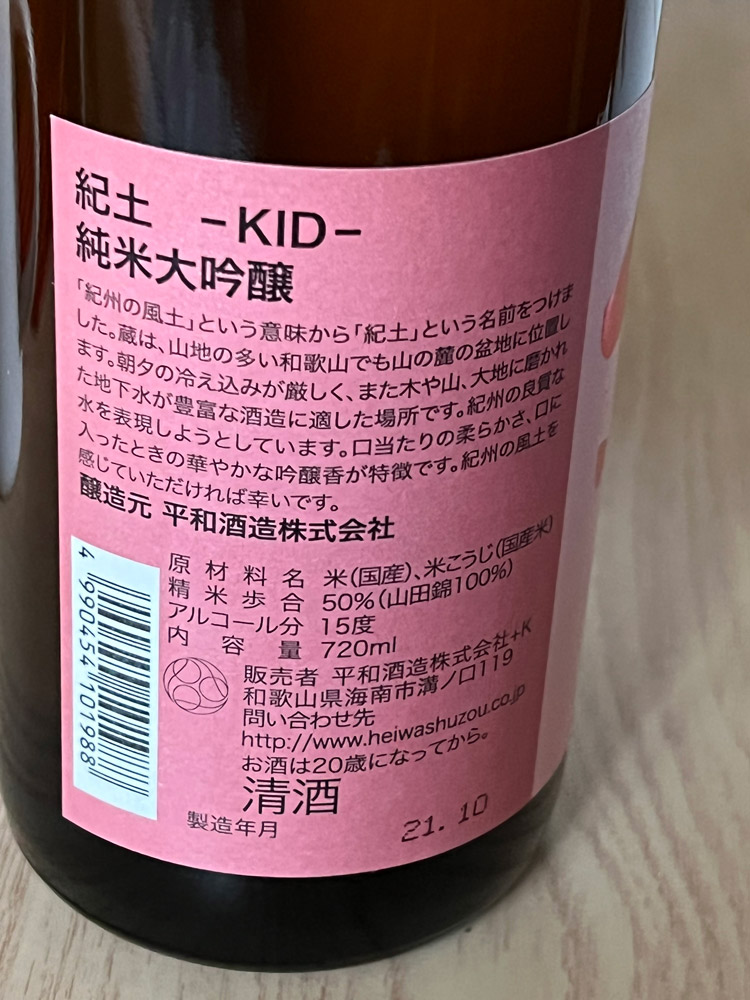 紀土 -KID-
純米大吟醸
「紀州の風土」という意味から「紀土」という名前をつけま
した。蔵は、山地の多い和歌山でも山の麓の盆地に位置し
ます。朝夕の冷え込みが厳しく、また木や山、大地に磨かれ
た地下水が豊富な酒造に適した場所です。紀州の良質な
水を表現しようとしています。口当たりの柔らかさ、口に
入ったときの華やかな吟醸香が特徴です。紀州の風土を
感じていただければ幸いです。
醸造元 平和酒造株式会社
原材料名 米(国産)、米こうじ(国産米)
精米歩合 50%(山田錦100%)
アルコール分 15度
内容量 720ml
販売者 平和酒造株式会社+K
和歌山県海南市溝ノ口119
問い合わせ先
http://www.heiwashuzou.co.jp
お酒は20歳になってから。
清酒
製造年月 21.10
4 990454 101988